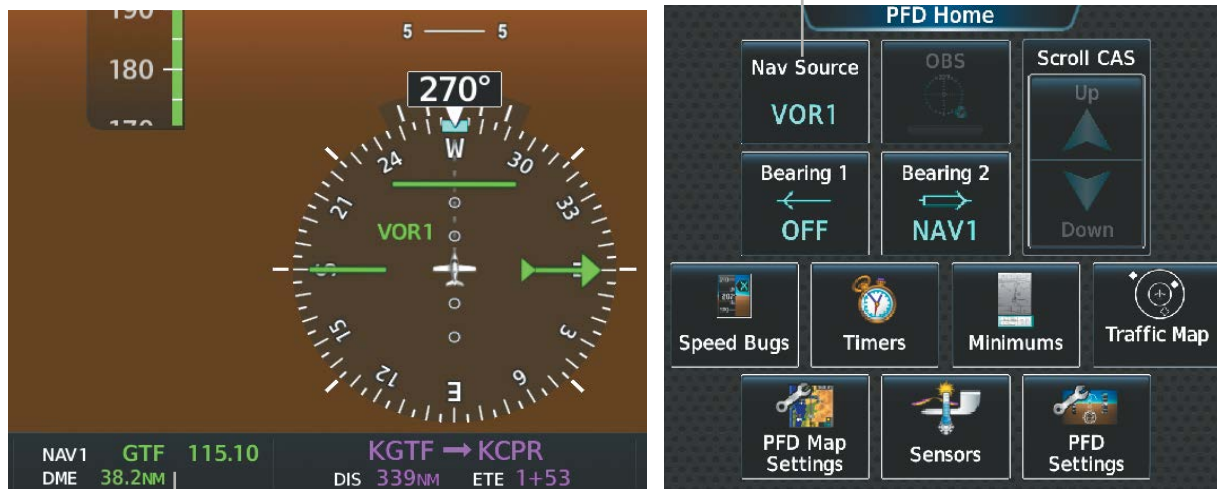 5 5
180
270°
W
24 30
21 33
VOR1
15 3
12 6
E
NAV1 GTF 115.10
DME 38.2NM
KGTF → KCPR
DIS 339NM ETE 1+53
PFD Home
Nav Source
VOR1
OBS
Scroll CAS
Up
Down
Bearing 1
OFF
Bearing 2
NAV1
Speed Bugs
Timers
Minimums
Traffic Map
PFD Map
Settings
Sensors
PFD
Settings